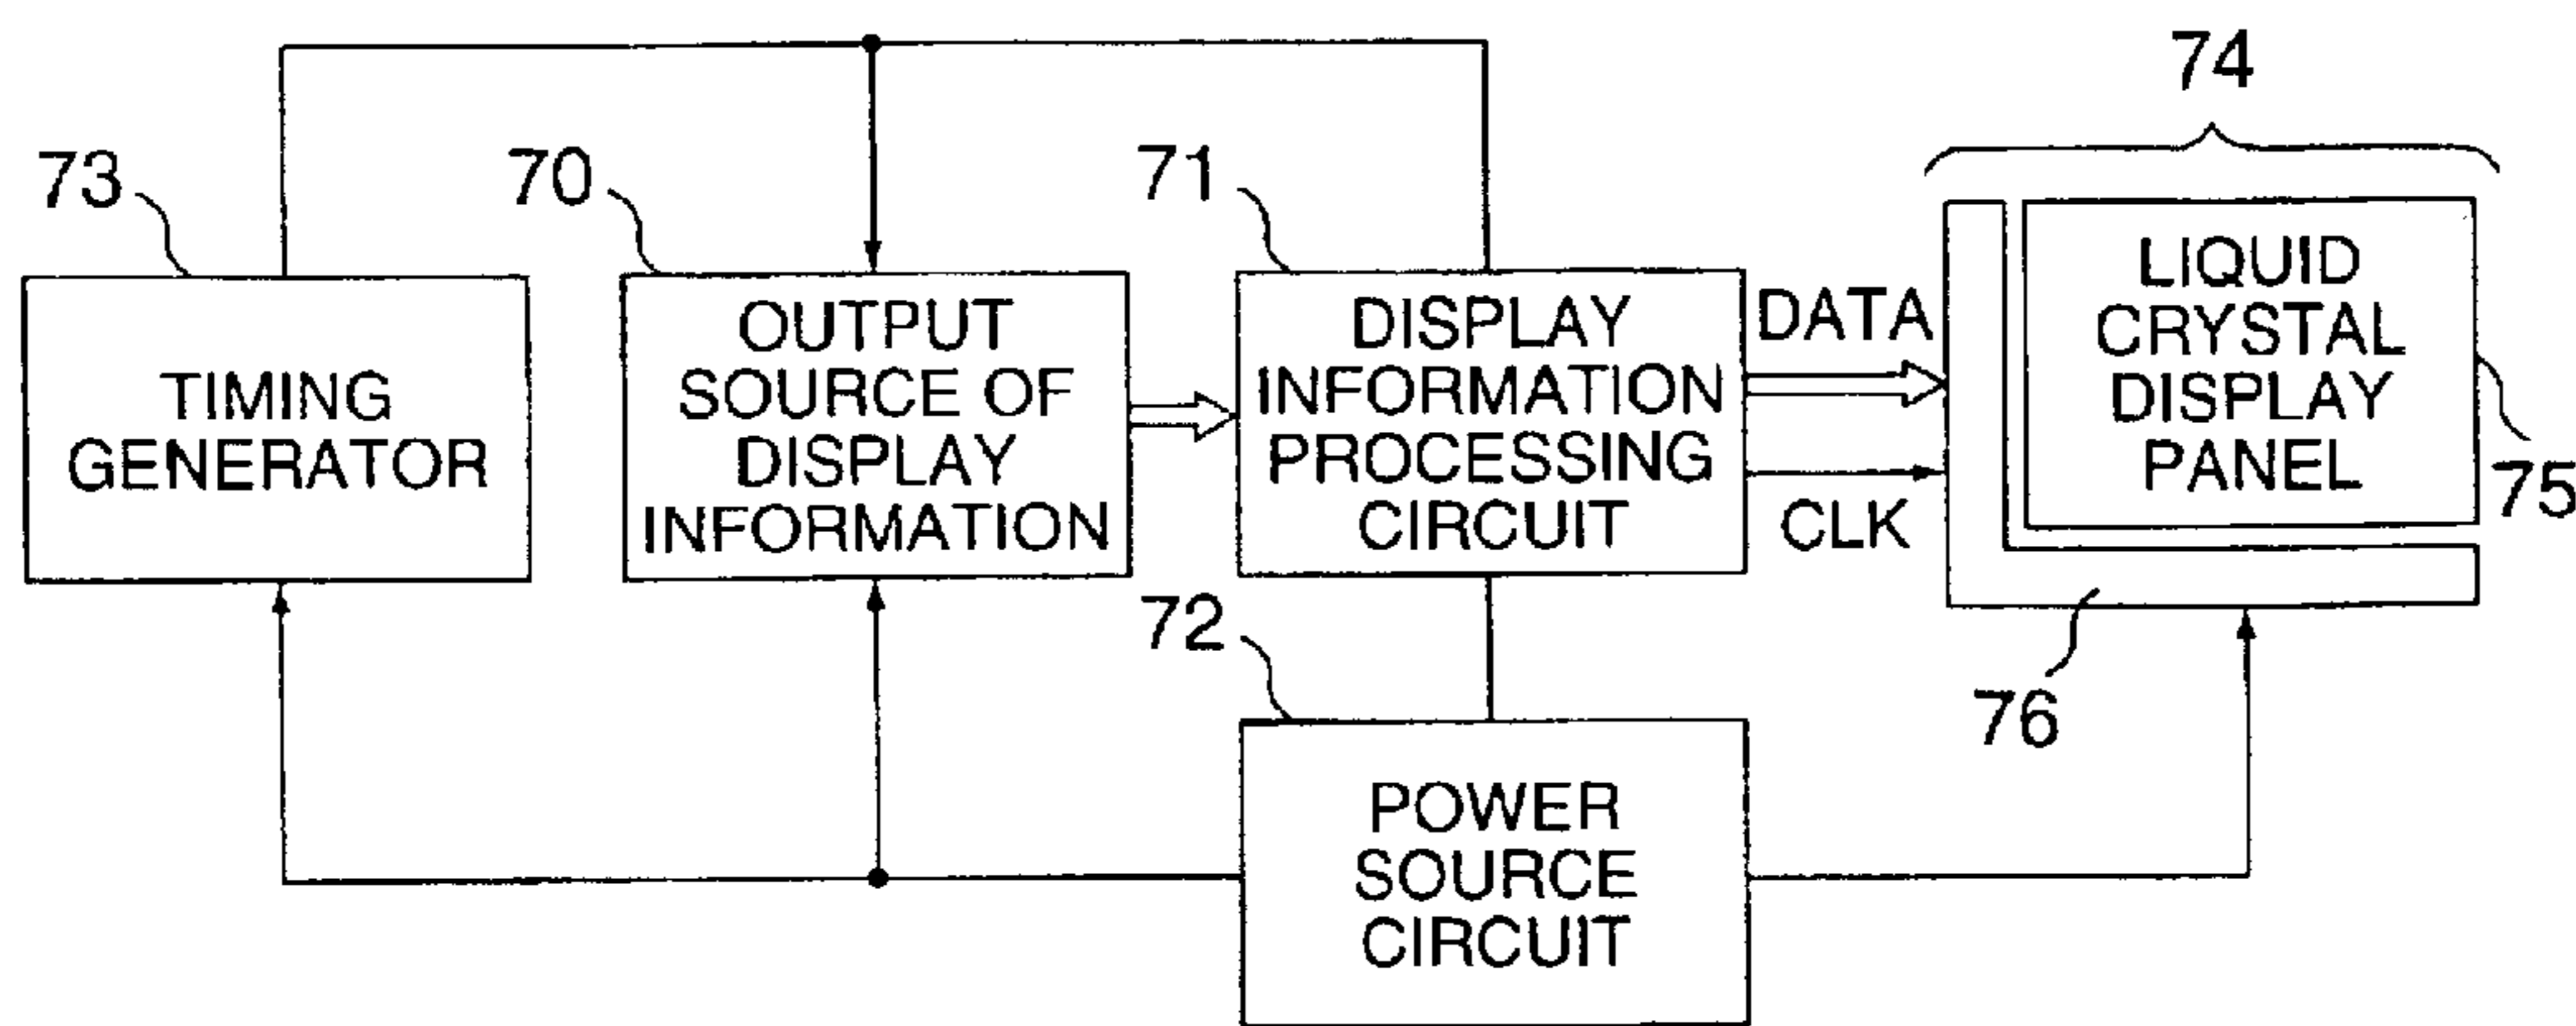 74
73
70
71
TIMING
GENERATOR
OUTPUT
SOURCE OF
DISPLAY
INFORMATION
DISPLAY
INFORMATION
PROCESSING
CIRCUIT
DATA
CLK
LIQUID
CRYSTAL
DISPLAY
PANEL
75
72
76
POWER
SOURCE
CIRCUIT